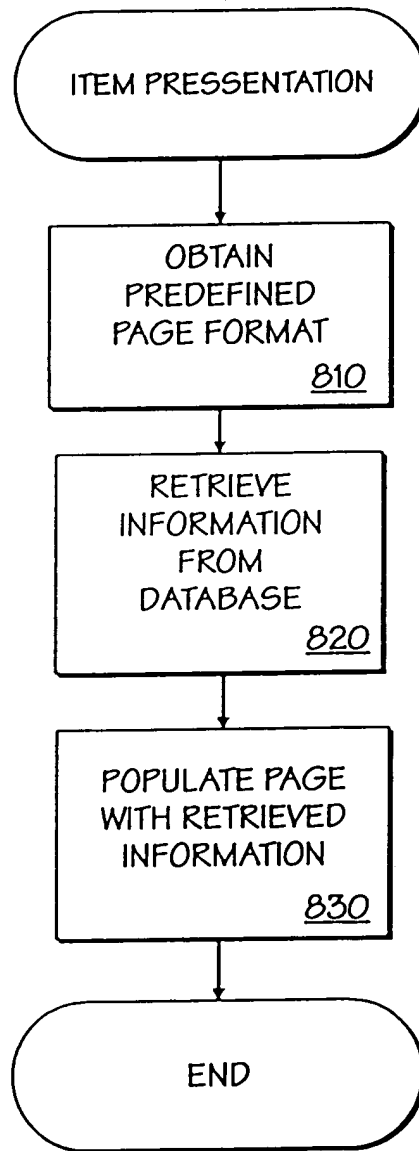 ITEM PRESSENTATION
OBTAIN
PREDEFINED
PAGE FORMAT
810
RETRIEVE
INFORMATION
FROM
DATABASE
820
POPULATE PAGE
WITH RETRIEVED
INFORMATION
830
END